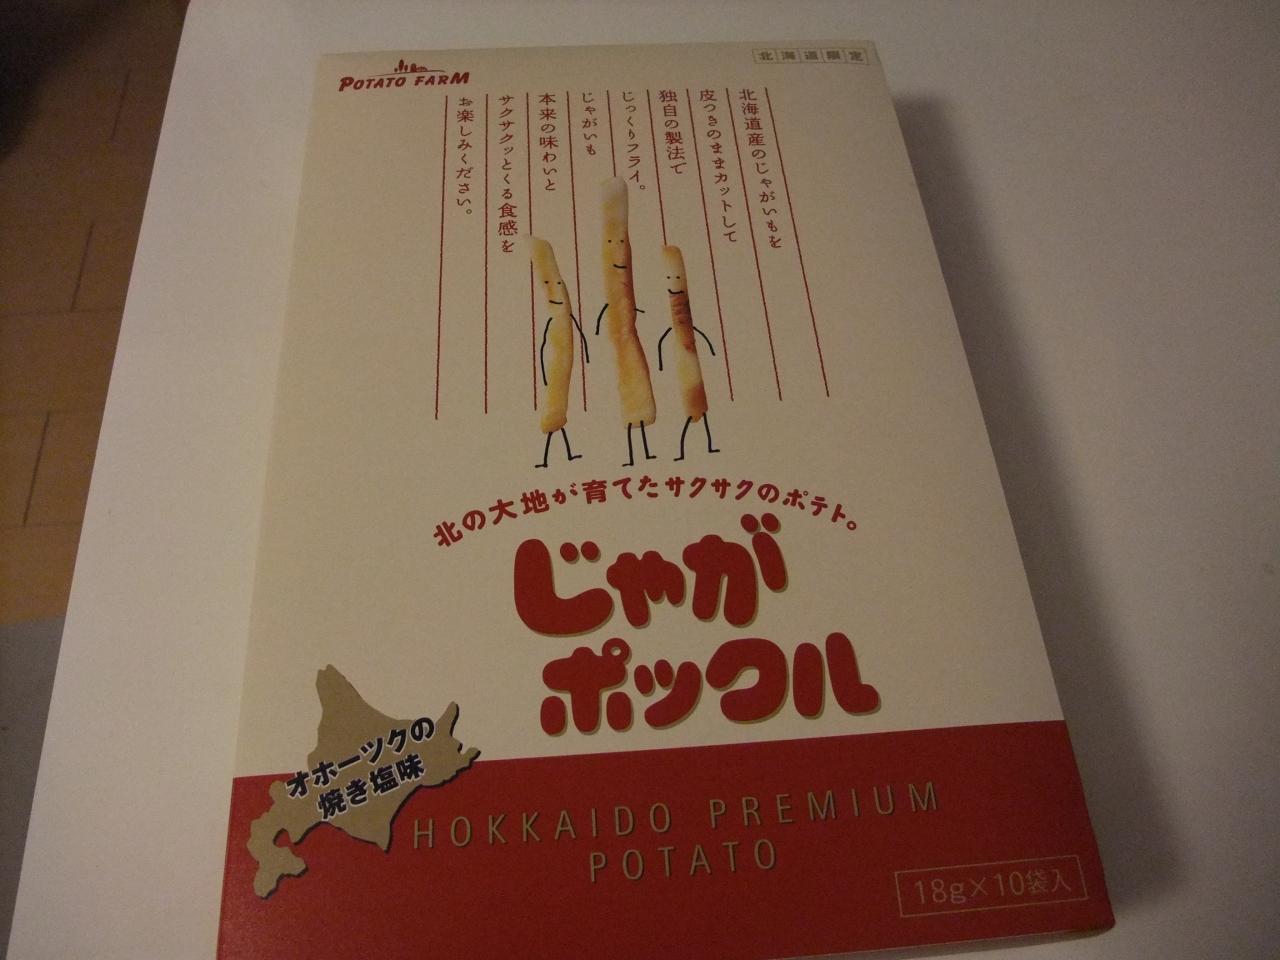 POTATO FARM
北海道限定
北海道産のじゃがいもを
皮つきのままカットして
独自の製法で
じっくりフライ。
じゃがいも
本来の味わいと
サクサクッとくる食感を
お楽しみください。
北の大地が育てたサクサクのポテト。
じゃが
ポックル
オホーツクの
焼き塩味
HOKKAIDO PREMIUM
POTATO
18g×10袋入